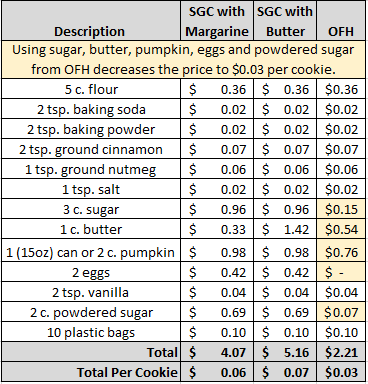 Description SGC with Margarine SGC with Butter OFH
Using sugar, butter, pumpkin, eggs and powdered sugar
from OFH decreases the price to $0.03 per cookie.
5 c. flour $ 0.36 $ 0.36 $0.36
2 tsp. baking soda $ 0.02 $ 0.02 $0.02
2 tsp. baking powder $ 0.02 $ 0.02 $0.02
2 tsp. ground cinnamon $ 0.07 $ 0.07 $0.07
1 tsp. ground nutmeg $ 0.06 $ 0.06 $0.06
1 tsp. salt $ 0.02 $ 0.02 $0.02
3 c. sugar $ 0.96 $ 0.96 $0.15
1 c. butter $ 0.33 $ 1.42 $0.54
1 (15oz) can or 2 c. pumpkin $ 0.98 $ 0.98 $0.76
2 eggs $ 0.42 $ 0.42 $ -
2 tsp. vanilla $ 0.04 $ 0.04 $0.04
2 c. powdered sugar $ 0.69 $ 0.69 $0.07
10 plastic bags $ 0.10 $ 0.10 $0.10
Total $ 4.07 $ 5.16 $2.21
Total Per Cookie $ 0.06 $ 0.07 $0.03